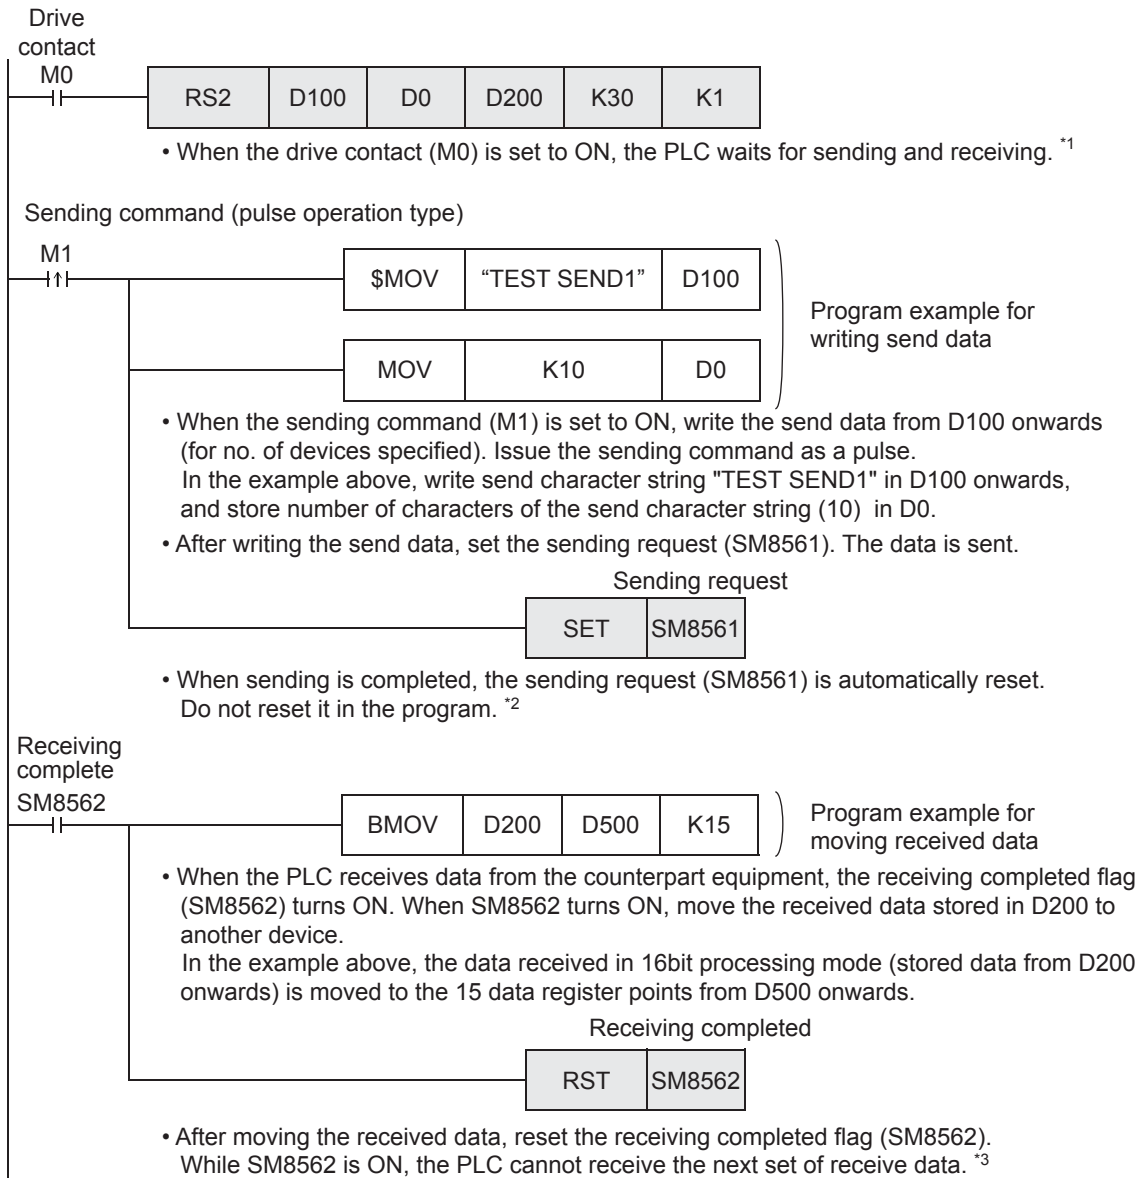 Drive
contact
M0
RS2 D100 D0 D200 K30 K1
• When the drive contact (M0) is set to ON, the PLC waits for sending and receiving. *1
Sending command (pulse operation type)
M1
$MOV “TEST SEND1” D100
Program example for
writing send data
MOV K10 D0
• When the sending command (M1) is set to ON, write the send data from D100 onwards
(for no. of devices specified). Issue the sending command as a pulse.
In the example above, write send character string "TEST SEND1" in D100 onwards,
and store number of characters of the send character string (10) in D0.
• After writing the send data, set the sending request (SM8561). The data is sent.
Sending request
SET SM8561
• When sending is completed, the sending request (SM8561) is automatically reset.
Do not reset it in the program. *2
Receiving
complete
SM8562
BMOV D200 D500 K15
Program example for
moving received data
• When the PLC receives data from the counterpart equipment, the receiving completed flag
(SM8562) turns ON. When SM8562 turns ON, move the received data stored in D200 to
another device.
In the example above, the data received in 16bit processing mode (stored data from D200
onwards) is moved to the 15 data register points from D500 onwards.
Receiving completed
RST SM8562
• After moving the received data, reset the receiving completed flag (SM8562).
While SM8562 is ON, the PLC cannot receive the next set of receive data. *3